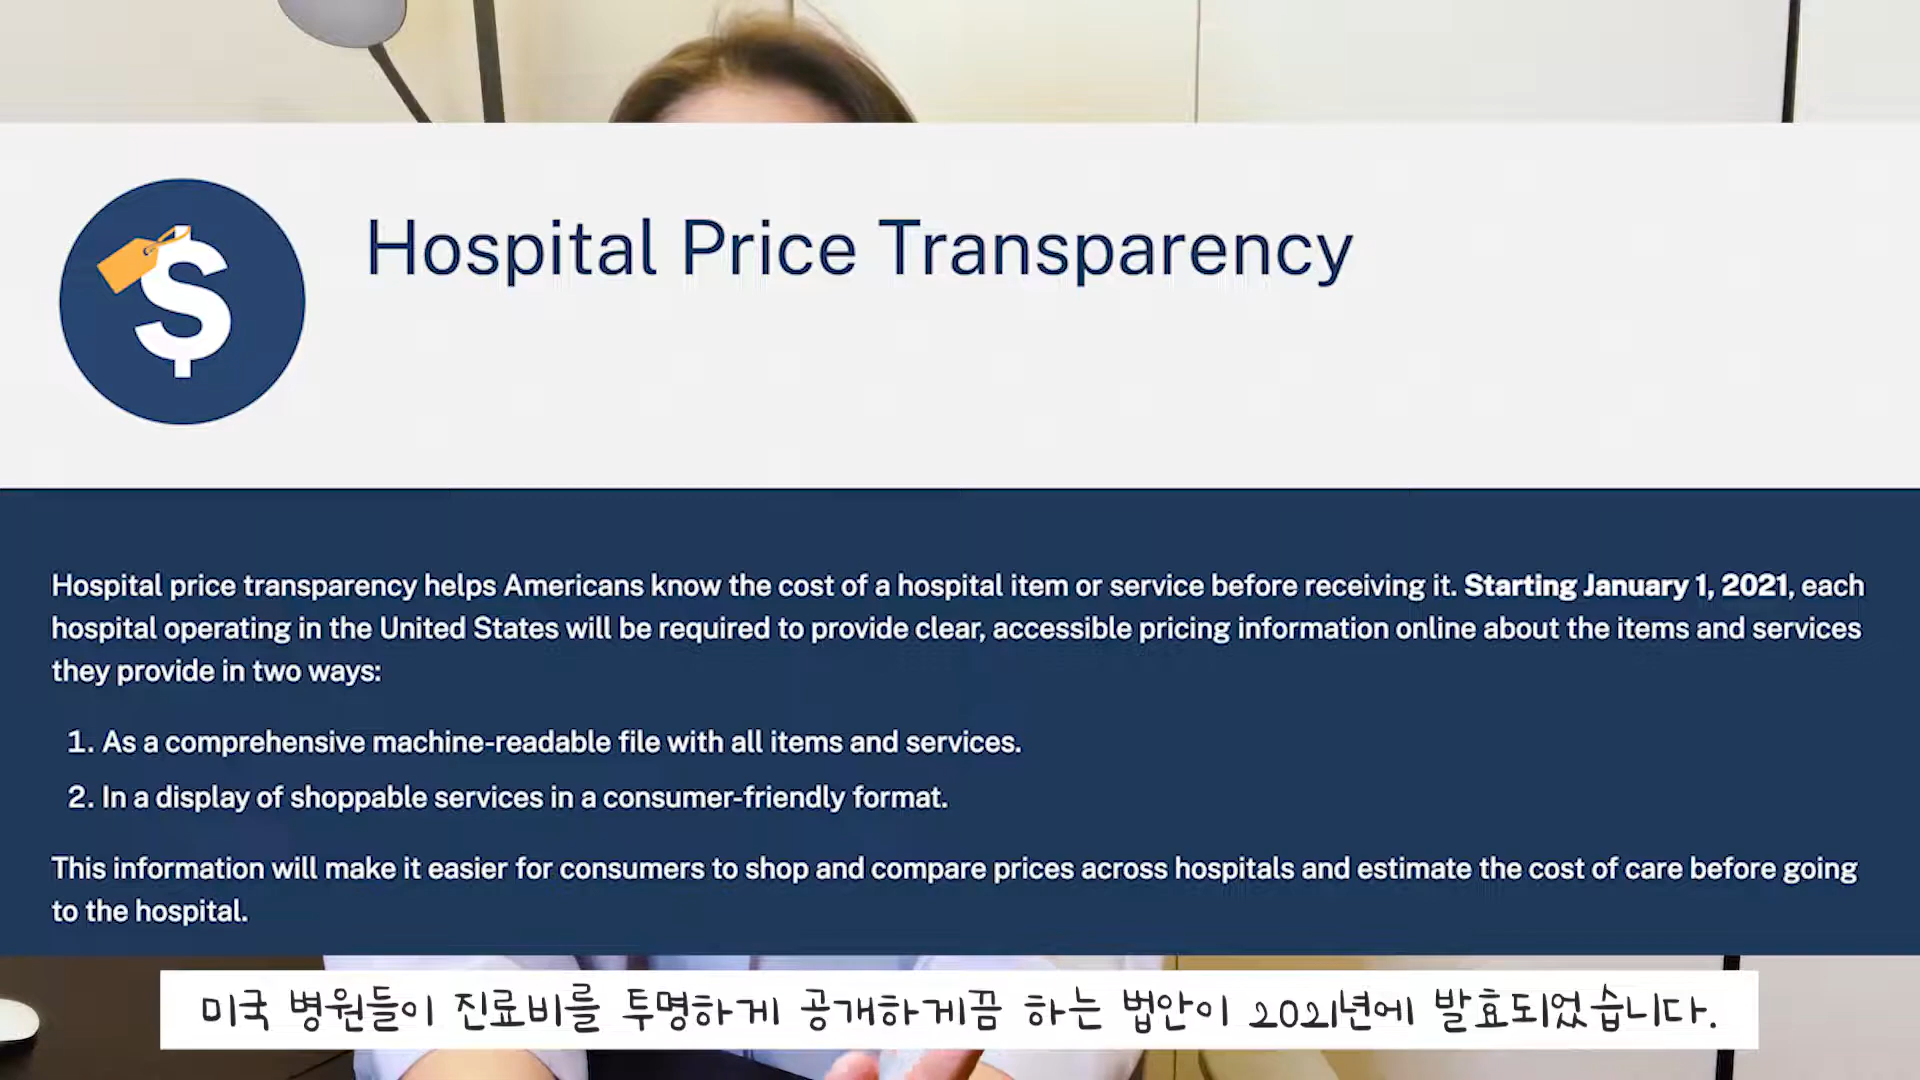 Hospital Price Transparency
Hospital price transparency helps Americans know the cost of a hospital item or service before receiving it. Starting January 1, 2021, each
hospital operating in the United States will be required to provide clear, accessible pricing information online about the items and services
they provide in two ways:
1. As a comprehensive machine-readable file with all items and services.
2. In a display of shoppable services in a consumer-friendly format.
This information will make it easier for consumers to shop and compare prices across hospitals and estimate the cost of care before going
to the hospital.
미국 병원들이 진료비를 투명하게 공개하게끔 하는 법안이 2021년에 발효되었습니다.